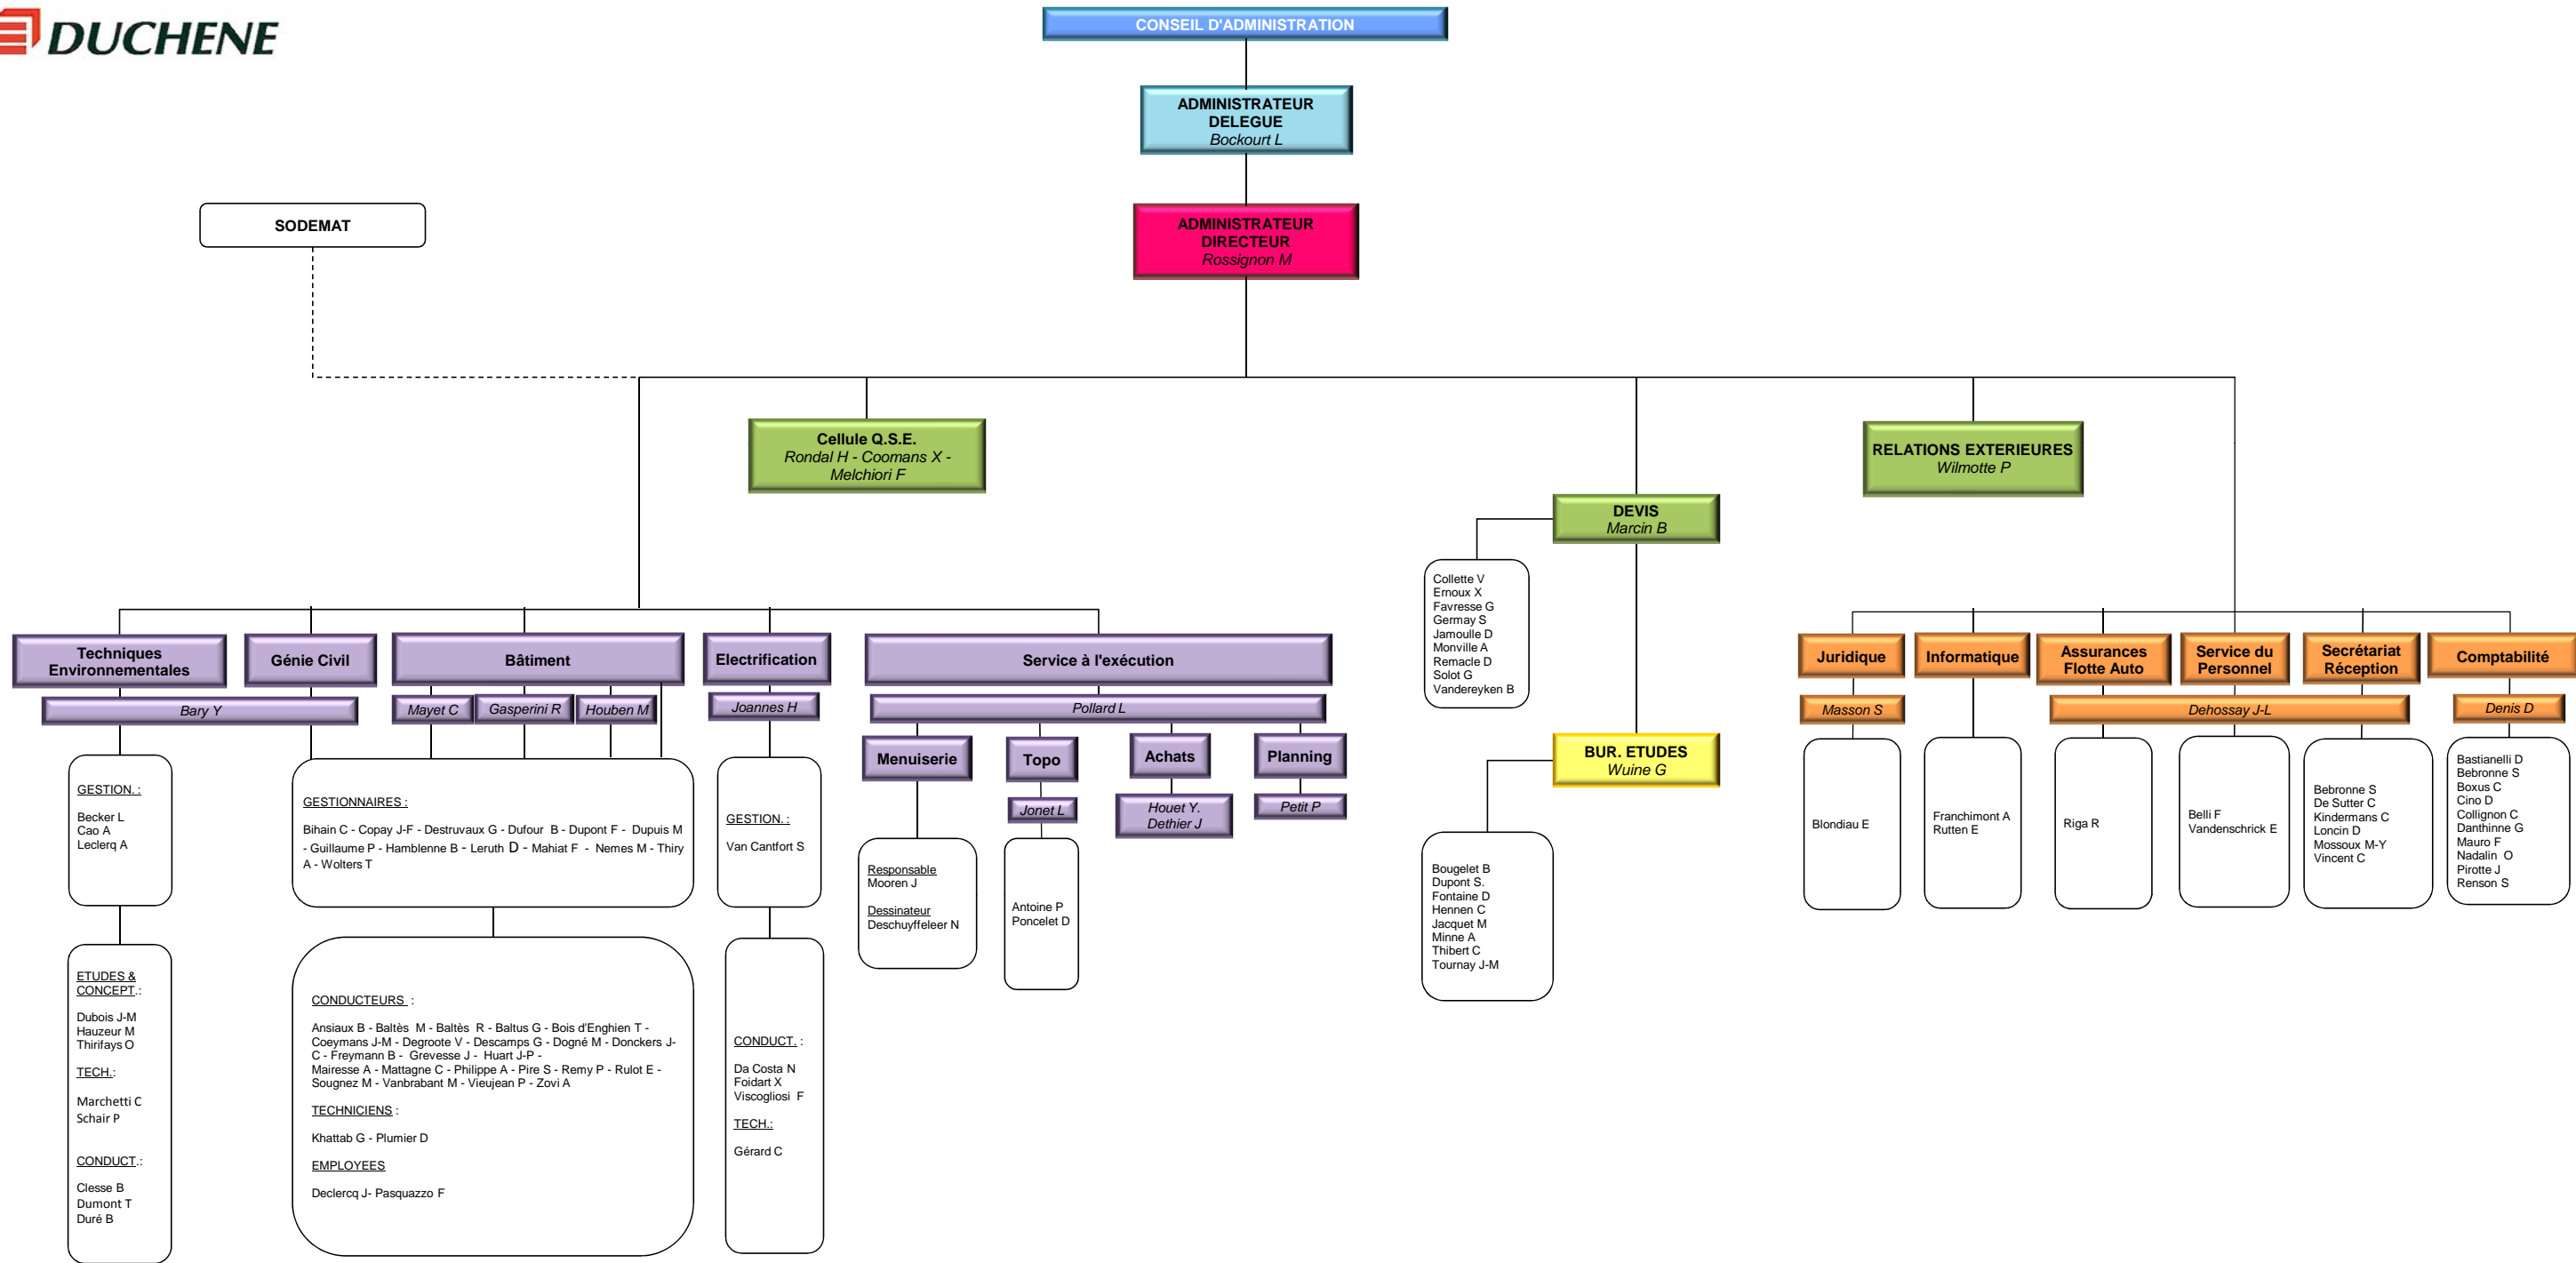 DUCHENE
CONSEIL D'ADMINISTRATION
ADMINISTRATEUR
DELEGUE
Bockourt L
SODEMAT
ADMINISTRATEUR
DIRECTEUR
Rossignon M
Cellule Q.S.E.
Rondal H - Coomans X -
Melchiori F
RELATIONS EXTERIEURES
Wilmotte P
DEVIS
Marcin B
Collette V
Ernoux X
Favresse G
Germay S
Jamoulle D
Monville A
Remacle D
Solot G
Vandereyken B
BUR. ETUDES
Wuine G
Bougelet B
Dupont S.
Fontaine D
Hennen C
Jacquet M
Minne A
Thibert C
Tournay J-M
Techniques
Environnementales
Génie Civil
Bary Y
GESTION. :
Becker L
Cao A
Leclerq A
ETUDES &
CONCEPT.:
Dubois J-M
Hauzeur M
Thirifays O
TECH.:
Marchetti C
Schair P
CONDUCT.:
Clesse B
Dumont T
Duré B
Bâtiment
Mayet C
Gasperini R
Houben M
GESTIONNAIRES :
Bihain C - Copay J-F - Destruvaux G - Dufour  B - Dupont F -  Dupuis M
- Guillaume P - Hamblenne B - Leruth D - Mahiat F  -  Nemes M - Thiry
A - Wolters T
CONDUCTEURS  :
Ansiaux B - Baltès  M - Baltès  R - Baltus G - Bois d'Enghien T -
Coeymans J-M - Degroote V - Descamps G - Dogné M - Donckers J-
C - Freymann B -  Grevesse J -  Huart J-P -
Mairesse A - Mattagne C - Philippe A - Pire S - Remy P - Rulot E -
Sougnez M - Vanbrabant M - Vieujean P - Zovi A
TECHNICIENS :
Khattab G - Plumier D
EMPLOYEES
Declercq J- Pasquazzo F
Electrification
Joannes H
GESTION. :
Van Cantfort S
CONDUCT. :
Da Costa N
Foidart X
Viscogliosi  F
TECH.:
Gérard C
Service à l'exécution
Pollard L
Menuiserie
Responsable
Mooren J
Dessinateur
Deschuyffeleer N
Topo
Jonet L
Antoine P
Poncelet D
Achats
Houet Y.
Dethier J
Planning
Petit P
Juridique
Masson S
Blondiau E
Informatique
Franchimont A
Rutten E
Assurances
Flotte Auto
Service du
Personnel
Secrétariat
Réception
Dehossay J-L
Riga R
Belli F
Vandenschrick E
Bebronne S
De Sutter C
Kindermans C
Loncin D
Mossoux M-Y
Vincent C
Comptabilité
Denis D
Bastianelli D
Bebronne S
Boxus C
Cino D
Collignon C
Danthinne G
Mauro F
Nadalin  O
Pirotte J
Renson S